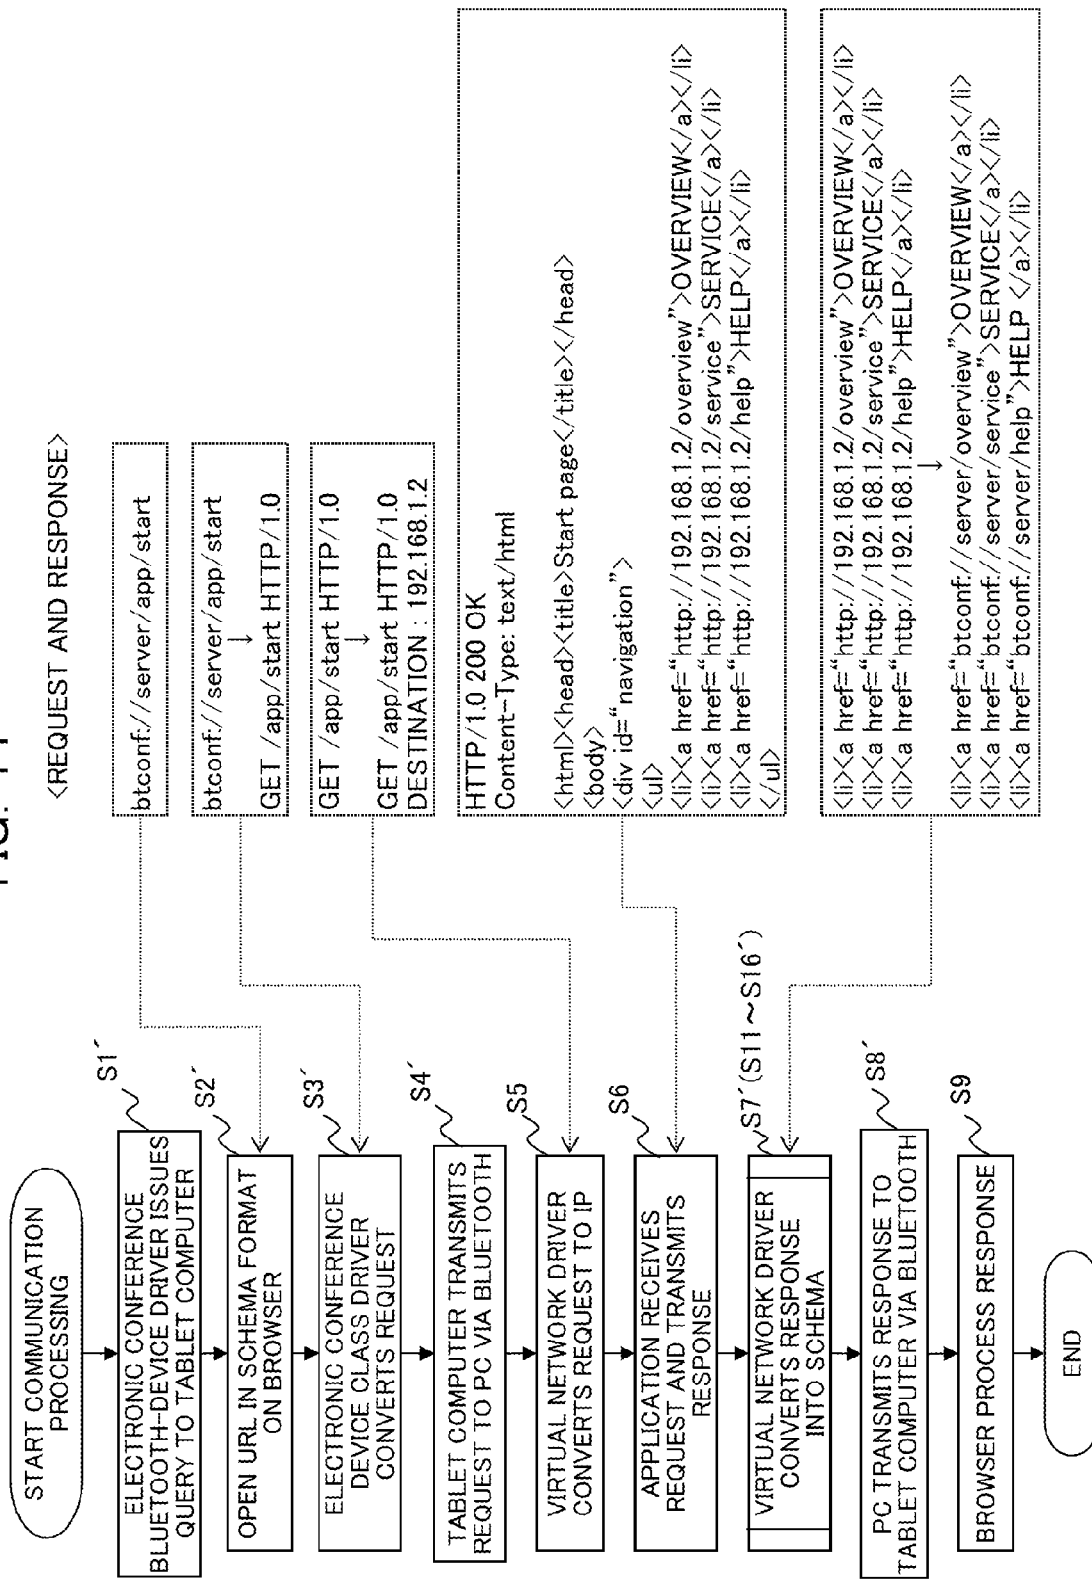 FIG.
<REQUEST AND RESPONSE>
START COMMUNICATION
PROCESSING
ELECTRONIC CONFERENCE
BLUETOOTH-DEVICE DRIVER ISSUES
QUERY TO TABLET COMPUTER
S1´
OPEN URL IN SCHEMA FORMAT
ON BROWSER
S2´
btconf://server/app/start
ELECTRONIC CONFERENCE
DEVICE CLASS DRIVER
CONVERTS REQUEST
S3´
btconf://server/app/start
↓
GET /app/start HTTP/1.0
TABLET COMPUTER TRANSMITS
REQUEST TO PC VIA BLUETOOTH
S4´
VIRTUAL NETWORK DRIVER
CONVERTS REQUEST TO IP
S5
GET /app/start HTTP/1.0
↓
GET /app/start HTTP/1.0
DESTINATION : 192.168.1.2
APPLICATION RECEIVES
REQUEST AND TRANSMITS
RESPONSE
S6
HTTP/1.0 200 OK
Content-Type: text/html
<html><head><title>Start page</title></head>
<body>
<div id=“navigation”>
<ul>
<li><a href=“http://192.168.1.2/overview”>OVERVIEW</a></li>
<li><a href=“http://192.168.1.2/service”>SERVICE</a></li>
<li><a href=“http://192.168.1.2/help”>HELP</a></li>
</ul>
VIRTUAL NETWORK DRIVER
CONVERTS RESPONSE
INTO SCHEMA
S7´(S11～S16´)
<li><a href=“http://192.168.1.2/overview”>OVERVIEW</a></li>
<li><a href=“http://192.168.1.2/service”>SERVICE</a></li>
<li><a href=“http://192.168.1.2/help”>HELP</a></li>
↓
<li><a href=“btconf://server/overview”>OVERVIEW</a></li>
<li><a href=“btconf://server/service”>SERVICE</a></li>
<li><a href=“btconf://server/help”>HELP </a></li>
PC TRANSMITS RESPONSE TO
TABLET COMPUTER VIA BLUETOOTH
S8´
BROWSER PROCESS RESPONSE
S9
END